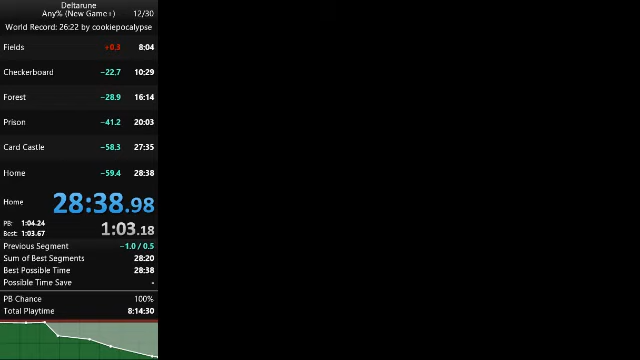 Deltarune
Any% (New Game+) 12/30
World Record: 26:22 by cookiepocalypse
Fields +0.3 8:04
Checkerboard −22.7 10:29
Forest −28.9 16:14
Prison −41.2 20:03
Card Castle −58.3 27:35
Home −59.4 28:38
Home 28:38.98
PB: 1:04.24
Best: 1:03.67 1:03.18
Previous Segment −1.0 / 0.5
Sum of Best Segments 28:20
Best Possible Time 28:38
Possible Time Save -
PB Chance 100%
Total Playtime 8:14:30